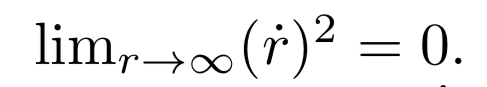 lim_{r→∞}(ṙ)² = 0.